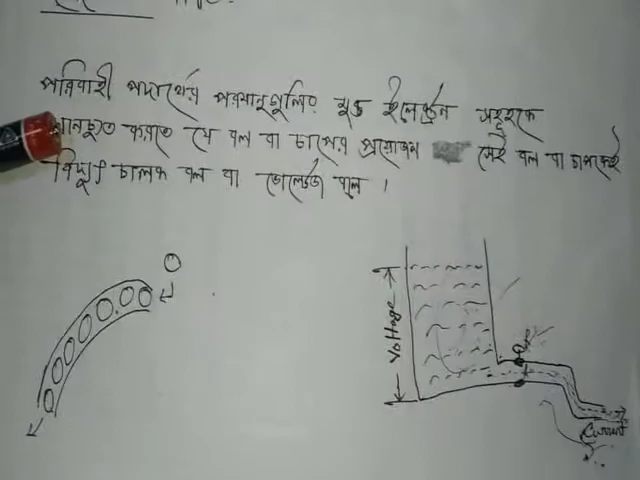 পরিবাহী পদার্থের পরমানুগুলির মুক্ত ইলেকট্রন সমূহকে
স্থানচ্যুত করতে যে বল বা চাপের প্রয়োজন সেই বল বা চাপকেই
বিদ্যুৎ চালক বল বা ভোল্টেজ বলে ।
Voltage
Current